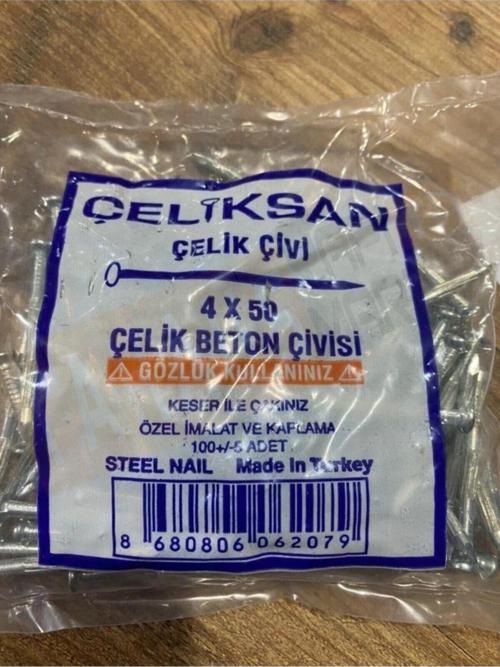 ÇELİKSAN
ÇELİK ÇİVİ
4 X 50
ÇELİK BETON ÇİVİSİ
GÖZLÜK KULLANINIZ
KESER İLE ÇAKINIZ
ÖZEL İMALAT VE KAPLAMA
100+/-5 ADET
STEEL NAIL Made In Turkey
8 680806 062079